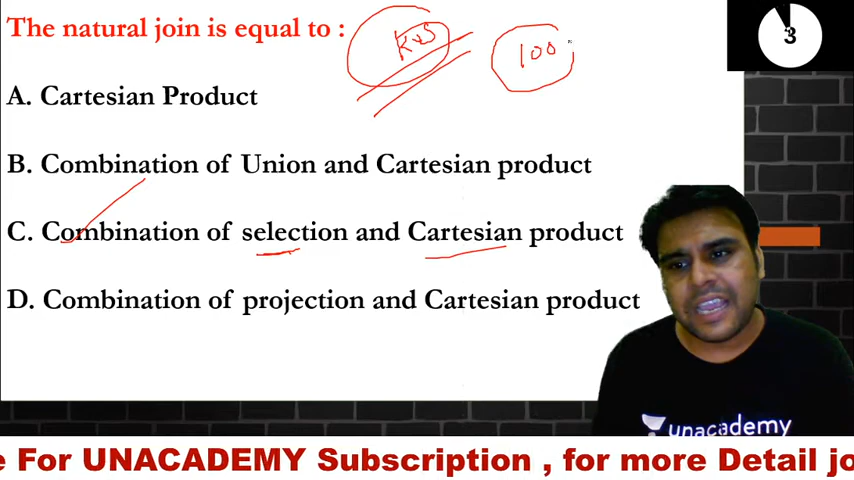 The natural join is equal to :
R×S
100
3
A. Cartesian Product
B. Combination of Union and Cartesian product
C. Combination of selection and Cartesian product
D. Combination of projection and Cartesian product
unacademy
e For UNACADEMY Subscription , for more Detail jo